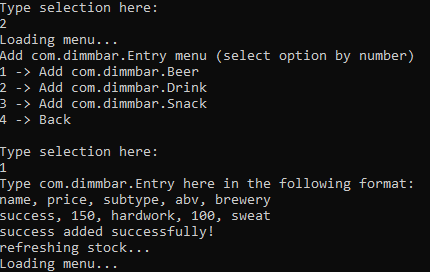 Type selection here:
2
Loading menu...
Add com.dimmbar.Entry menu (select option by number)
1 -> Add com.dimmbar.Beer
2 -> Add com.dimmbar.Drink
3 -> Add com.dimmbar.Snack
4 -> Back
Type selection here:
1
Type com.dimmbar.Entry here in the following format:
name, price, subtype, abv, brewery
success, 150, hardwork, 100, sweat
success added successfully!
refreshing stock...
Loading menu...